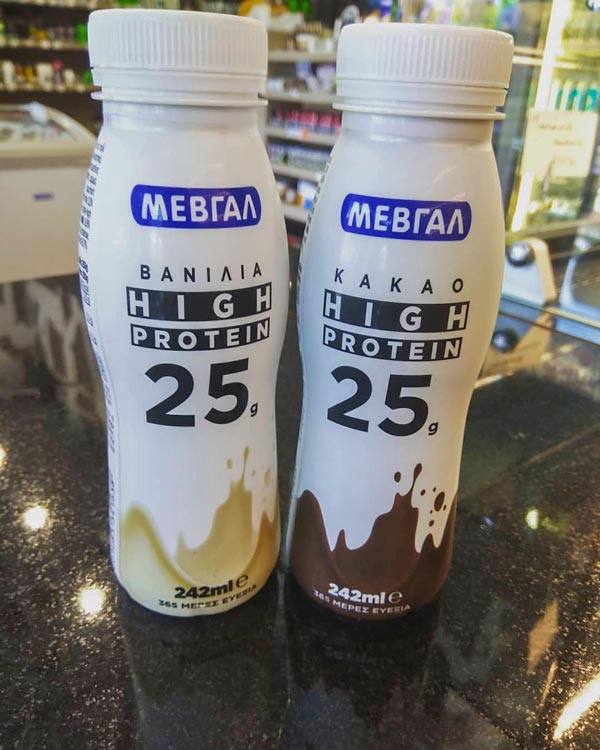 ΜΕΒΓΑΛ
ΒΑΝΙΛΙΑ
HIGH
PROTEIN
25g
242ml e
365 ΜΕΡΕΣ ΕΥΕΞΙΑ
ΜΕΒΓΑΛ
ΚΑΚΑΟ
HIGH
PROTEIN
25g
242ml e
365 ΜΕΡΕΣ ΕΥΕΞΙΑ